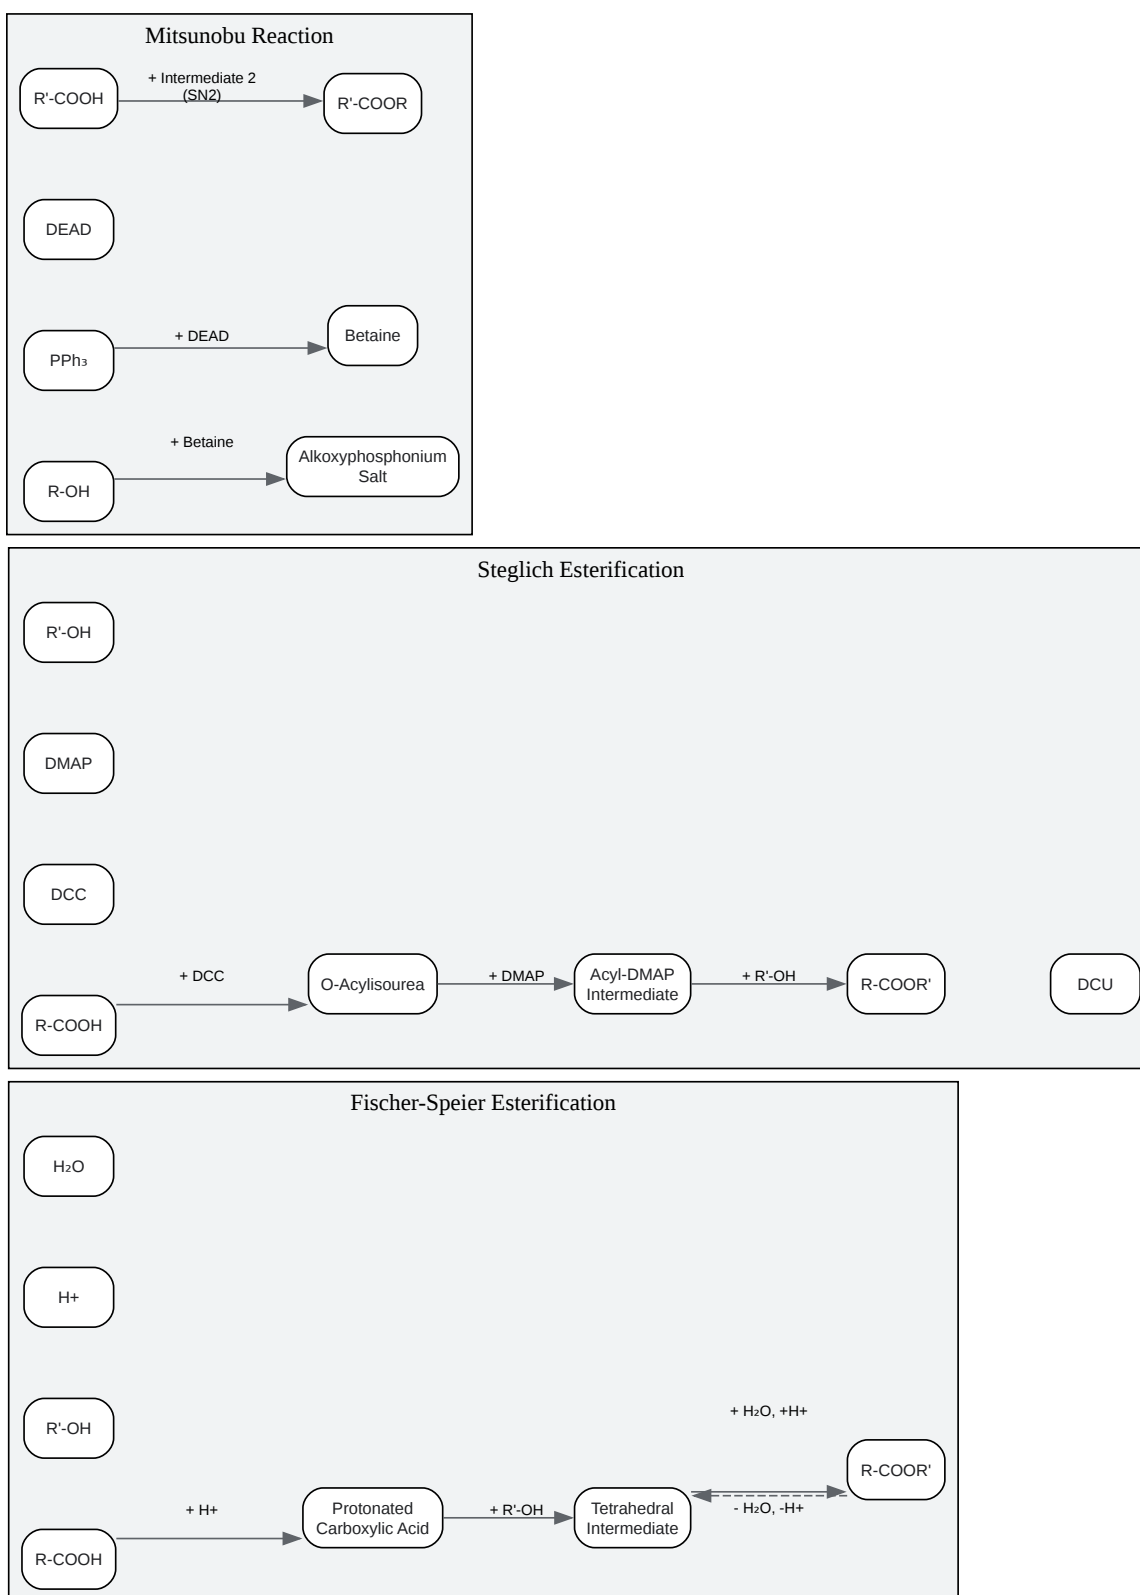 Mitsunobu Reaction
R'-COOH
+ Intermediate 2
(SN2)
R'-COOR
DEAD
PPh₃
+ DEAD
Betaine
R-OH
+ Betaine
Alkoxyphosphonium
Salt
Steglich Esterification
R'-OH
DMAP
DCC
R-COOH
+ DCC
O-Acylisourea
+ DMAP
Acyl-DMAP
Intermediate
+ R'-OH
R-COOR'
DCU
Fischer-Speier Esterification
H₂O
H+
R'-OH
R-COOH
+ H+
Protonated
Carboxylic Acid
+ R'-OH
Tetrahedral
Intermediate
+ H₂O, +H+
- H₂O, -H+
R-COOR'